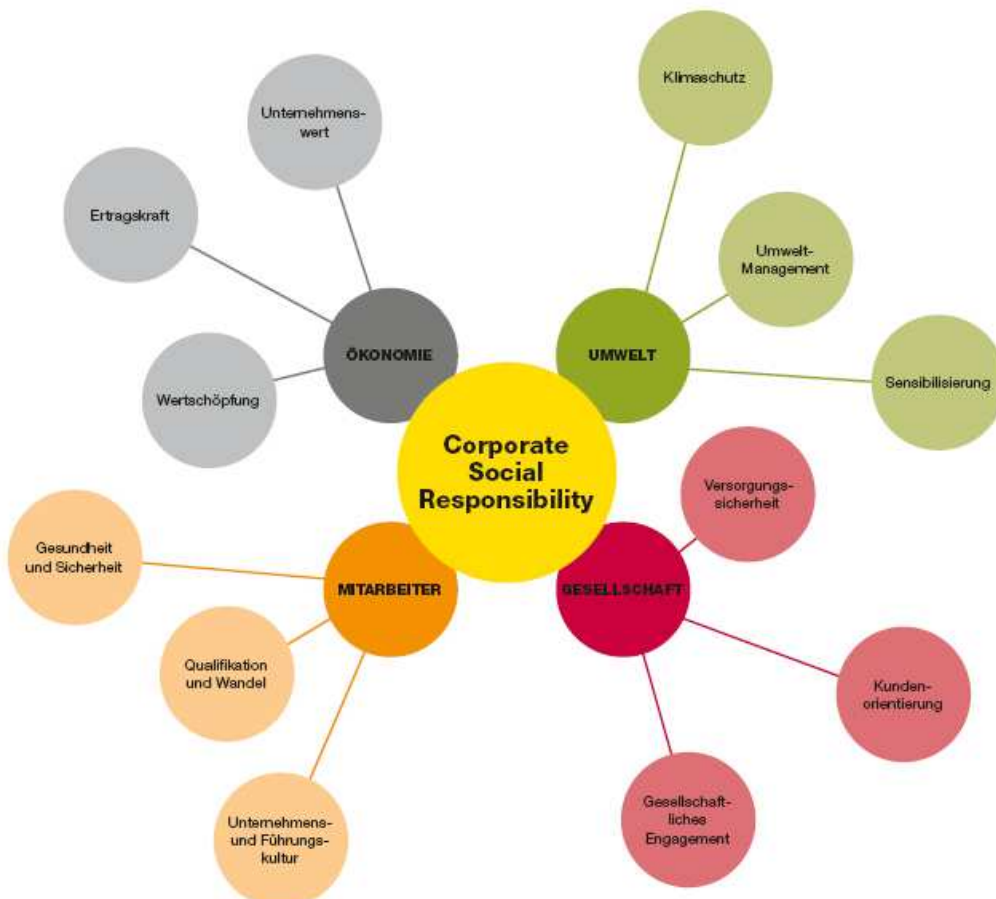 Klimaschutz
Unternehmens-
wert
Ertragskraft
Umwelt-
Management
ÖKONOMIE
UMWELT
Wertschöpfung
Sensibilisierung
Corporate
Social
Responsibility
Versorgungs-
sicherheit
Gesundheit
und Sicherheit
MITARBEITER
GESELLSCHAFT
Qualifikation
und Wandel
Kunden-
orientierung
Gesellschaft-
liches
Engagement
Unternehmens-
und Führungs-
kultur